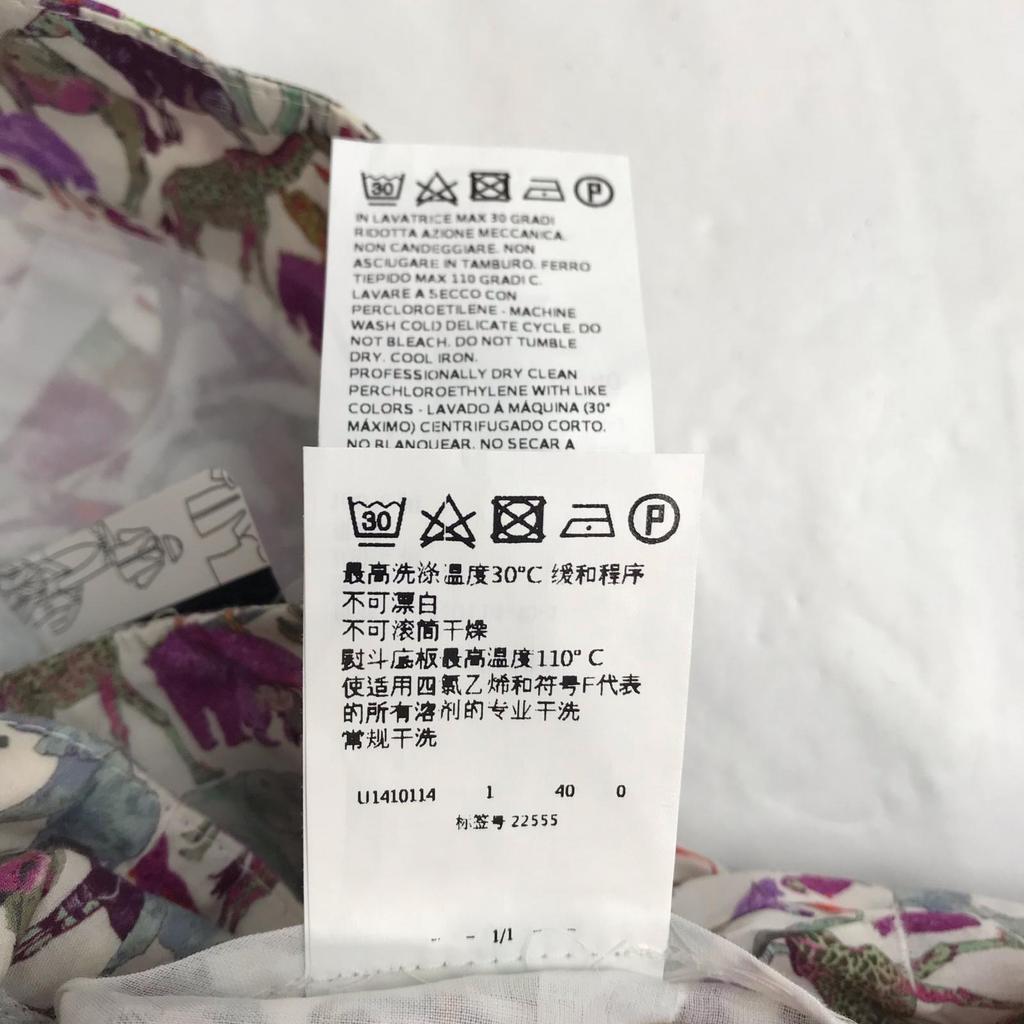 30 P
IN LAVATRICE MAX 30 GRADI
RIDOTTA AZIONE MECCANICA.
NON CANDEGGIARE. NON
ASCIUGARE IN TAMBURO. FERRO
TIEPIDO MAX 110 GRADI C.
LAVARE A SECCO CON
PERCLOROETILENE - MACHINE
WASH COLD DELICATE CYCLE. DO
NOT BLEACH. DO NOT TUMBLE
DRY. COOL IRON.
PROFESSIONALLY DRY CLEAN
PERCHLOROETHYLENE WITH LIKE
COLORS - LAVADO Á MÁQUINA (30°
MÁXIMO) CENTRIFUGADO CORTO.
NO BLANQUEAR. NO SECAR A
30 P
最高洗涤温度30°C 缓和程序
不可漂白
不可滚筒干燥
熨斗底板最高温度110° C
使适用四氯乙烯和符号F代表
的所有溶剂的专业干洗
常规干洗
U1410114 1 40 0
标签号 22555
1/1